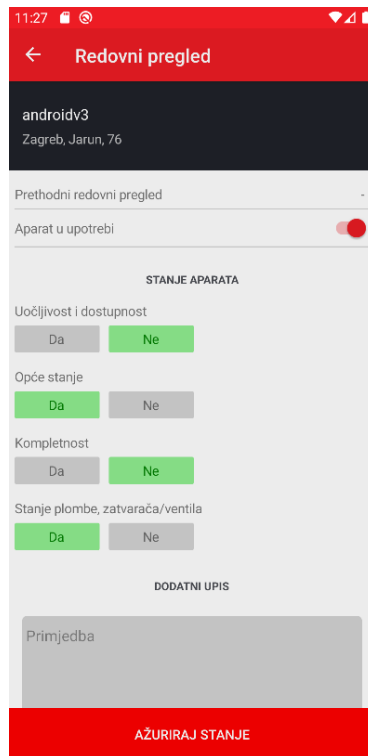 11:27
Redovni pregled
androidv3
Zagreb, Jarun, 76
Prethodni redovni pregled -
Aparat u upotrebi
STANJE APARATA
Uočljivost i dostupnost
Da Ne
Opće stanje
Da Ne
Kompletnost
Da Ne
Stanje plombe, zatvarača/ventila
Da Ne
DODATNI UPIS
Primjedba
AŽURIRAJ STANJE